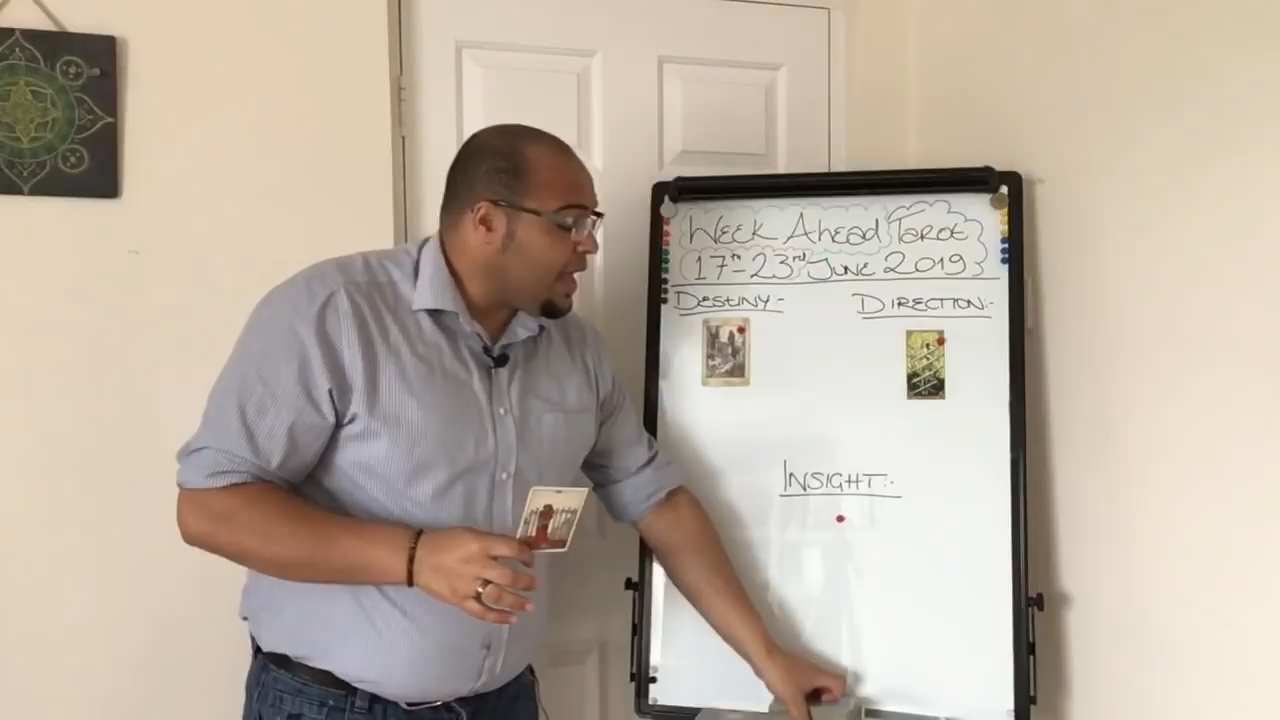 Week Ahead Tarot
17th-23rd June 2019
Destiny:-
Direction:-
Insight:-